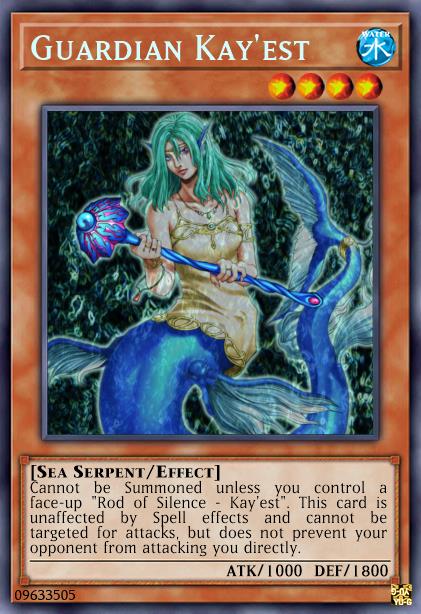 Guardian Kay'est
WATER
水
[Sea Serpent/Effect]
Cannot be Summoned unless you control a
face-up "Rod of Silence - Kay'est". This card is
unaffected by Spell effects and cannot be
targeted for attacks, but does not prevent your
opponent from attacking you directly.
ATK/1000 DEF/1800
09633505